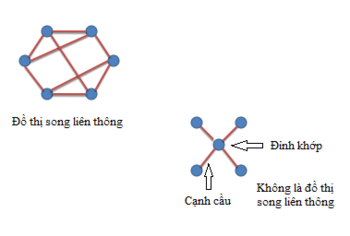 Đồ thị song liên thông
Đỉnh khớp
Cạnh cầu
Không là đồ thị
song liên thông